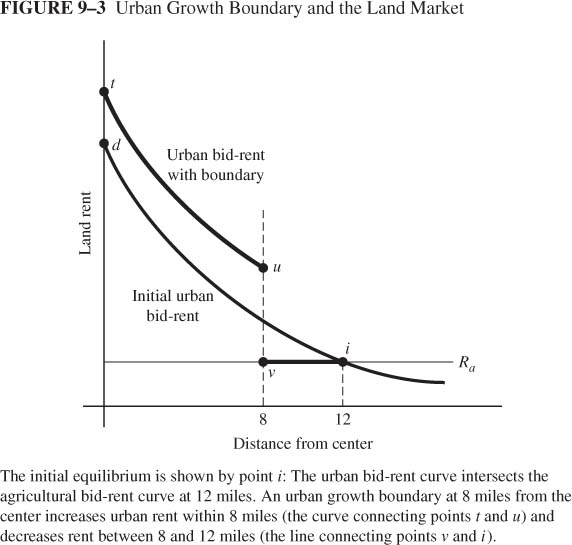 FIGURE 9–3 Urban Growth Boundary and the Land Market
t
d
Urban bid-rent
with boundary
Land rent
u
Initial urban
bid-rent
i
v
Rₐ
8
12
Distance from center
The initial equilibrium is shown by point i: The urban bid-rent curve intersects the
agricultural bid-rent curve at 12 miles. An urban growth boundary at 8 miles from the
center increases urban rent within 8 miles (the curve connecting points t and u) and
decreases rent between 8 and 12 miles (the line connecting points v and i).